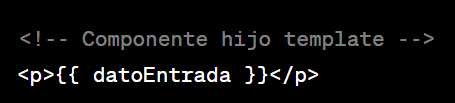 <!-- Componente hijo template -->
<p>{{ datoEntrada }}</p>